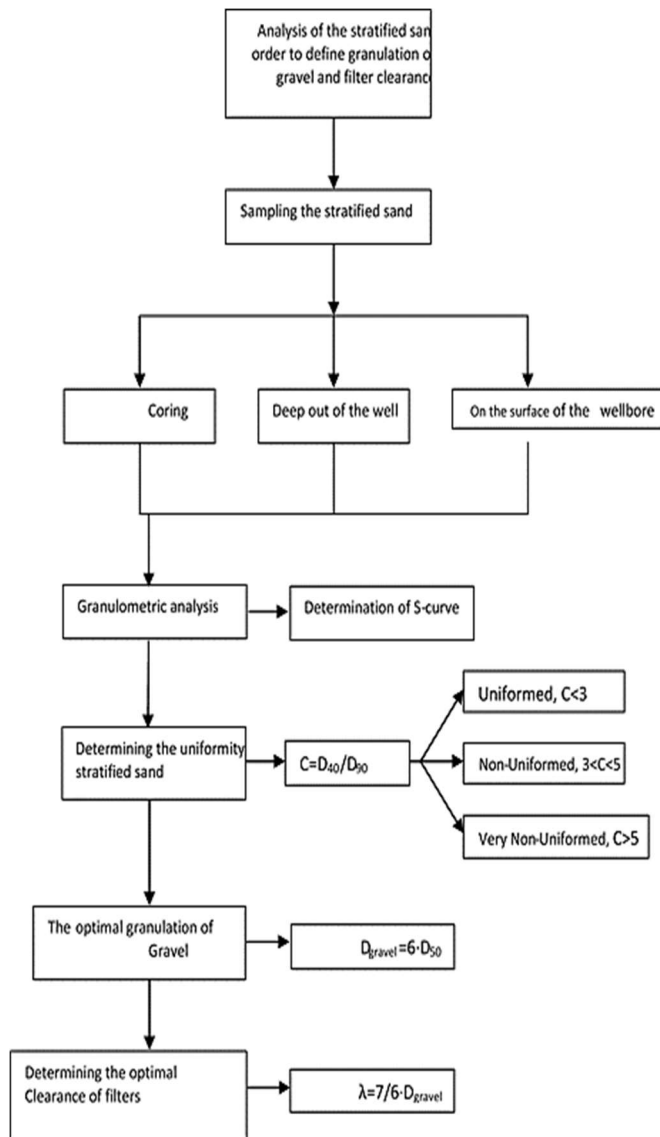 Analysis of the stratified san
order to define granulation o
gravel and filter clearance
Sampling the stratified sand
Coring
Deep out of the well
On the surface of the wellbore
Granulometric analysis
Determination of S-curve
Determining the uniformity
stratified sand
C=D₄₀/D₉₀
Uniformed, C<3
Non-Uniformed, 3<C<5
Very Non-Uniformed, C>5
The optimal granulation of
Gravel
D_gravel=6·D₅₀
Determining the optimal
Clearance of filters
λ=7/6·D_gravel